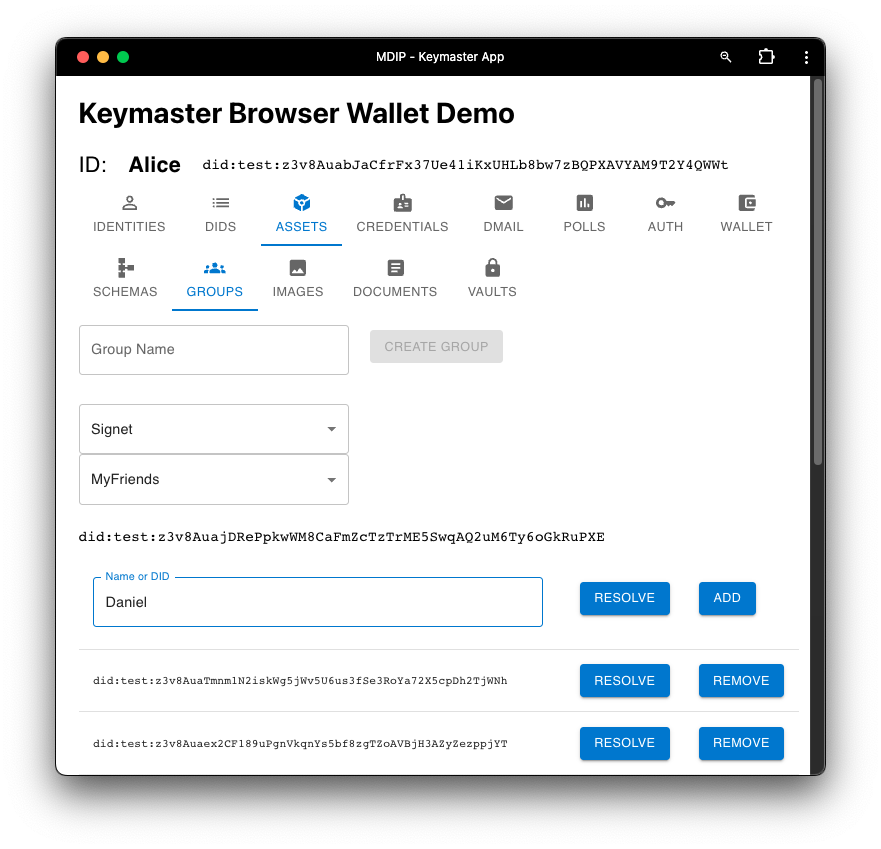 MDIP - Keymaster App
Keymaster Browser Wallet Demo
ID: Alice did:test:z3v8AuabJaCfrFx37Ue41iKxUHLb8bw7zBQPXAVYAM9T2Y4QWWt
IDENTITIES DIDS ASSETS CREDENTIALS DMAIL POLLS AUTH WALLET
SCHEMAS GROUPS IMAGES DOCUMENTS VAULTS
Group Name CREATE GROUP
Signet
MyFriends
did:test:z3v8AuajDRePpkwWM8CaFmZcTzTrME5SwqAQ2uM6Ty6oGkRuPXE
Name or DID
Daniel RESOLVE ADD
did:test:z3v8AuaTmnm1N2iskWg5jWv5U6us3fSe3RoYa72X5cpDh2TjWNh RESOLVE REMOVE
did:test:z3v8Auaex2CF189uPgnVkqnYs5bf8zgTZoAVBjH3AZyZezppjYT RESOLVE REMOVE